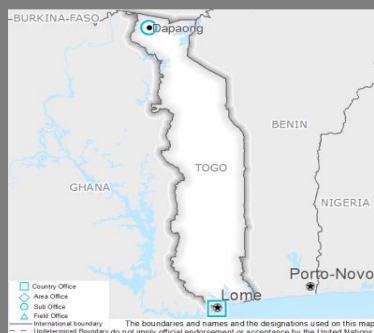 BURKINA-FASO
Dapaong
BENIN
TOGO
GHANA
NIGERIA
Country Office
Area Office
Sub Office
Field Office
Porto-Novo
Lome
International boundary
The boundaries and names and the designations used on this map
Undetermined Boundary do not imply official endorsement or acceptance by the United Nations